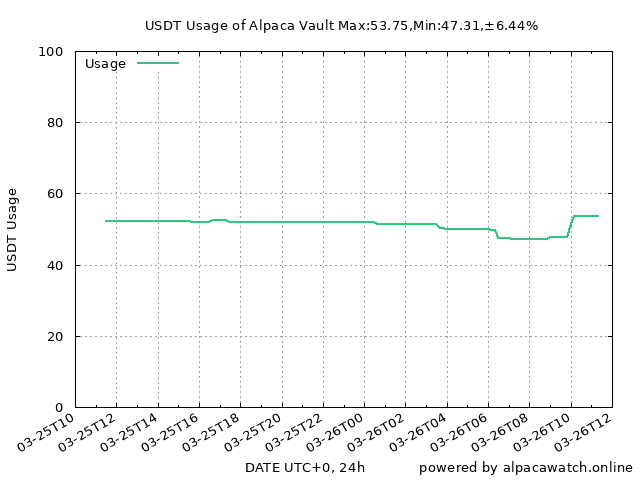 USDT Usage of Alpaca Vault Max:53.75,Min:47.31,±6.44%
Usage
100
80
60
40
20
0
USDT Usage
03-25T10
03-25T12
03-25T14
03-25T16
03-25T18
03-25T20
03-25T22
03-26T00
03-26T02
03-26T04
03-26T06
03-26T08
03-26T10
03-26T12
DATE UTC+0, 24h
powered by alpacawatch.online